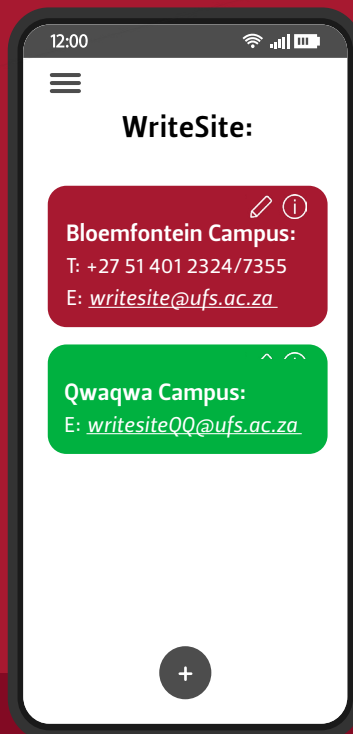 12:00
WriteSite:
Bloemfontein Campus:
T: +27 51 401 2324/7355
E: writesite@ufs.ac.za
Qwaqwa Campus:
E: writesiteQQ@ufs.ac.za